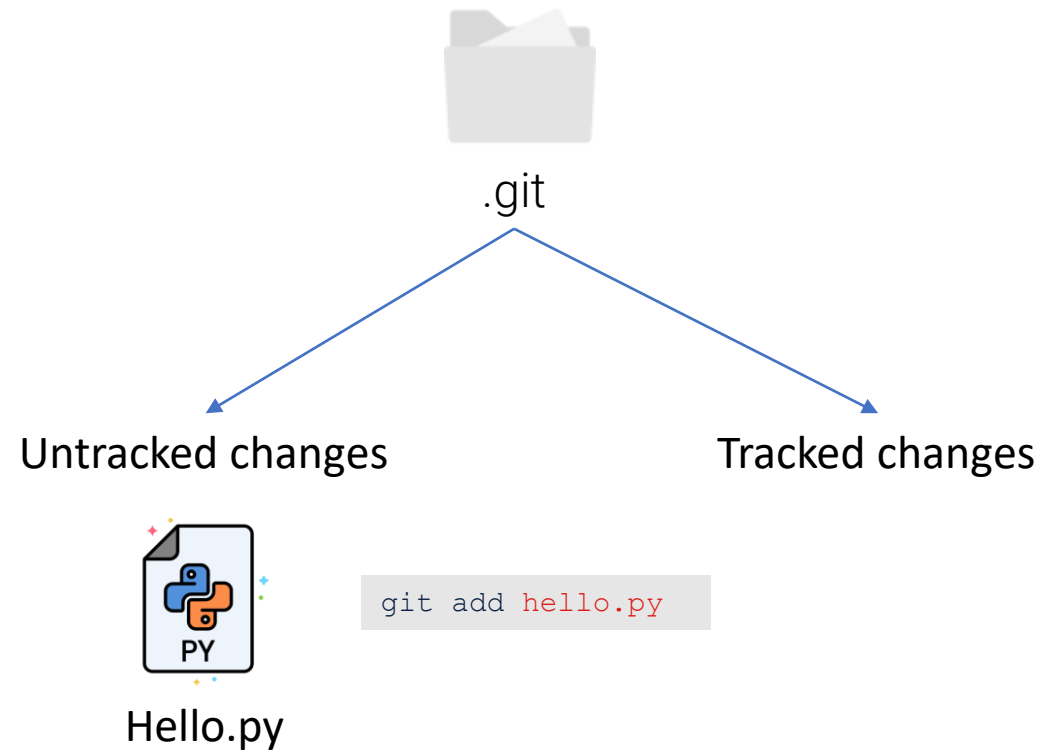 .git
Untracked changes
Tracked changes
PY
git add hello.py
Hello.py